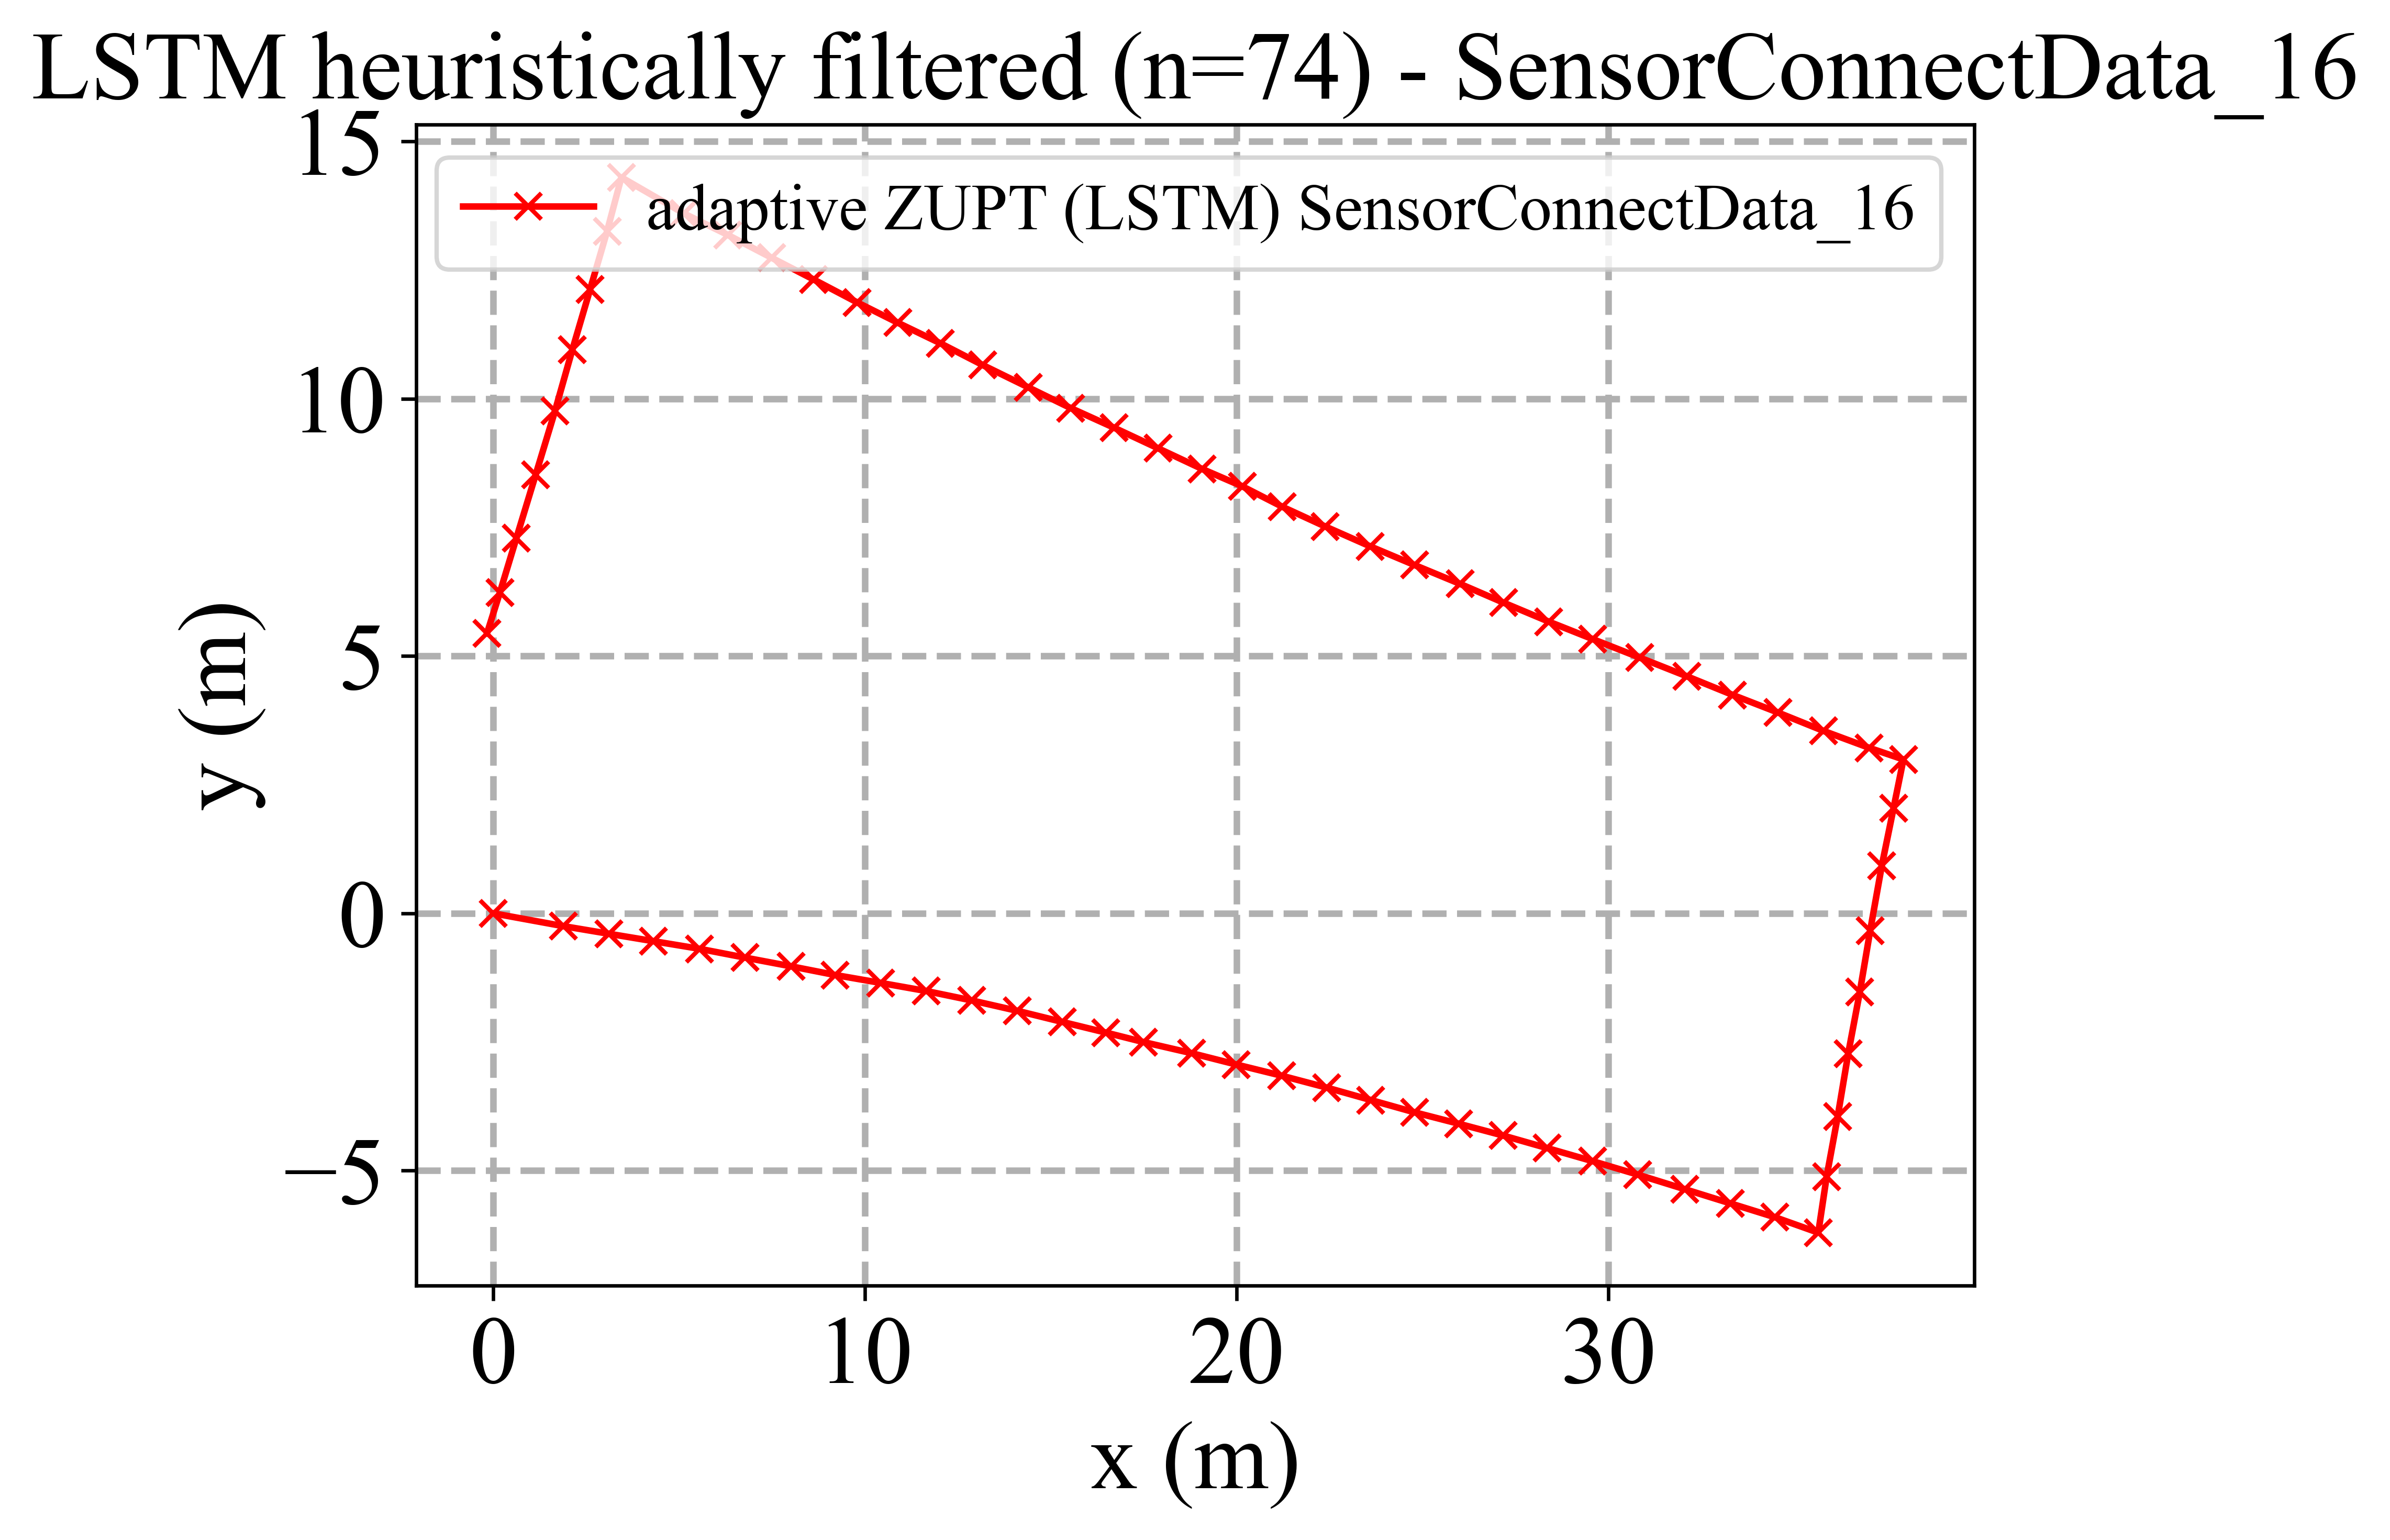 LSTM heuristically filtered (n=74) - SensorConnectData_16
adaptive ZUPT (LSTM) SensorConnectData_16
15
10
5
0
−5
y (m)
0 10 20 30
x (m)